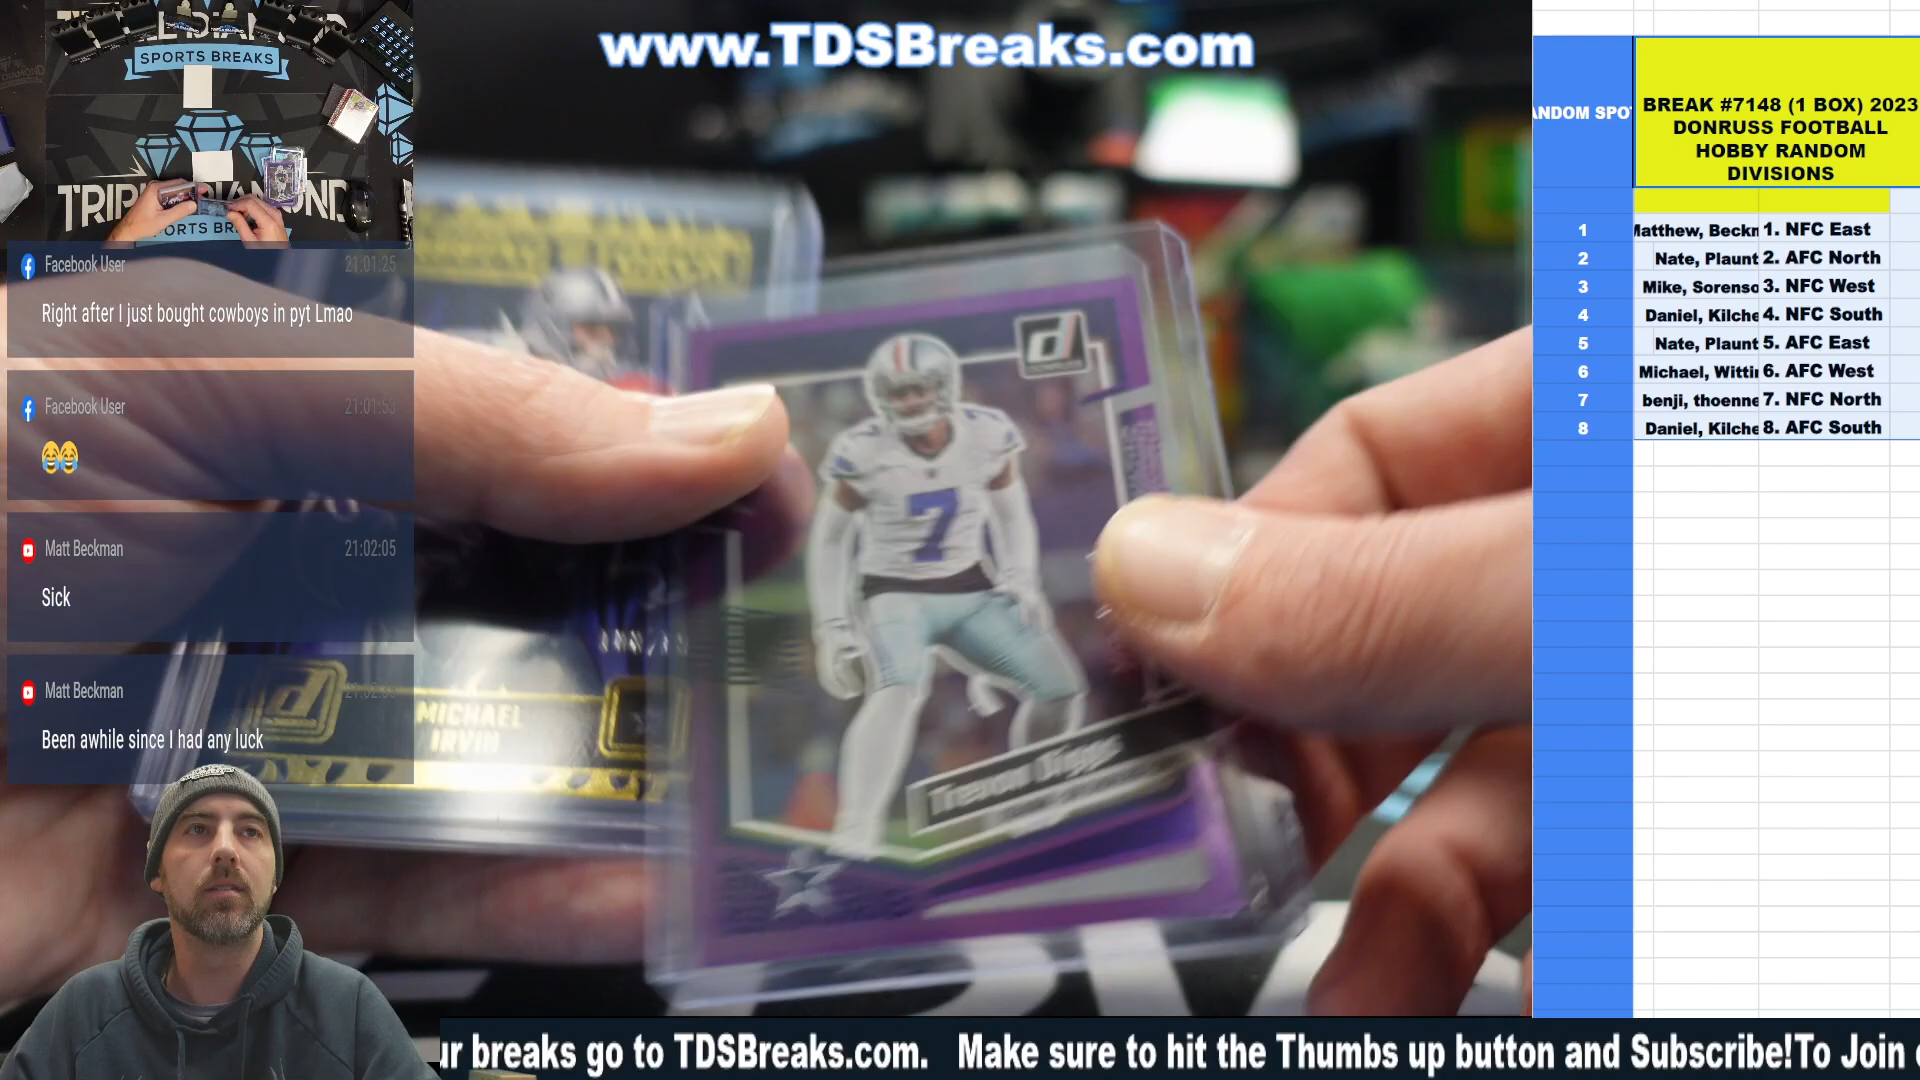 www.TDSBreaks.com
SPORTS BREAKS
Facebook User 21:01:25
Right after I just bought cowboys in pyt Lmao
Facebook User 21:01:53
😂😂
Matt Beckman 21:02:05
Sick
Matt Beckman
Been awhile since I had any luck
MICHAEL
IRVIN
7
Trevon Diggs
ANDOM SPO
BREAK #7148 (1 BOX) 2023
DONRUSS FOOTBALL
HOBBY RANDOM
DIVISIONS
1 Matthew, Beckn 1. NFC East
2 Nate, Plaunt 2. AFC North
3 Mike, Sorenso 3. NFC West
4 Daniel, Kilche 4. NFC South
5 Nate, Plaunt 5. AFC East
6 Michael, Wittin 6. AFC West
7 benji, thoenne 7. NFC North
8 Daniel, Kilche 8. AFC South
ur breaks go to TDSBreaks.com. Make sure to hit the Thumbs up button and Subscribe!To Join